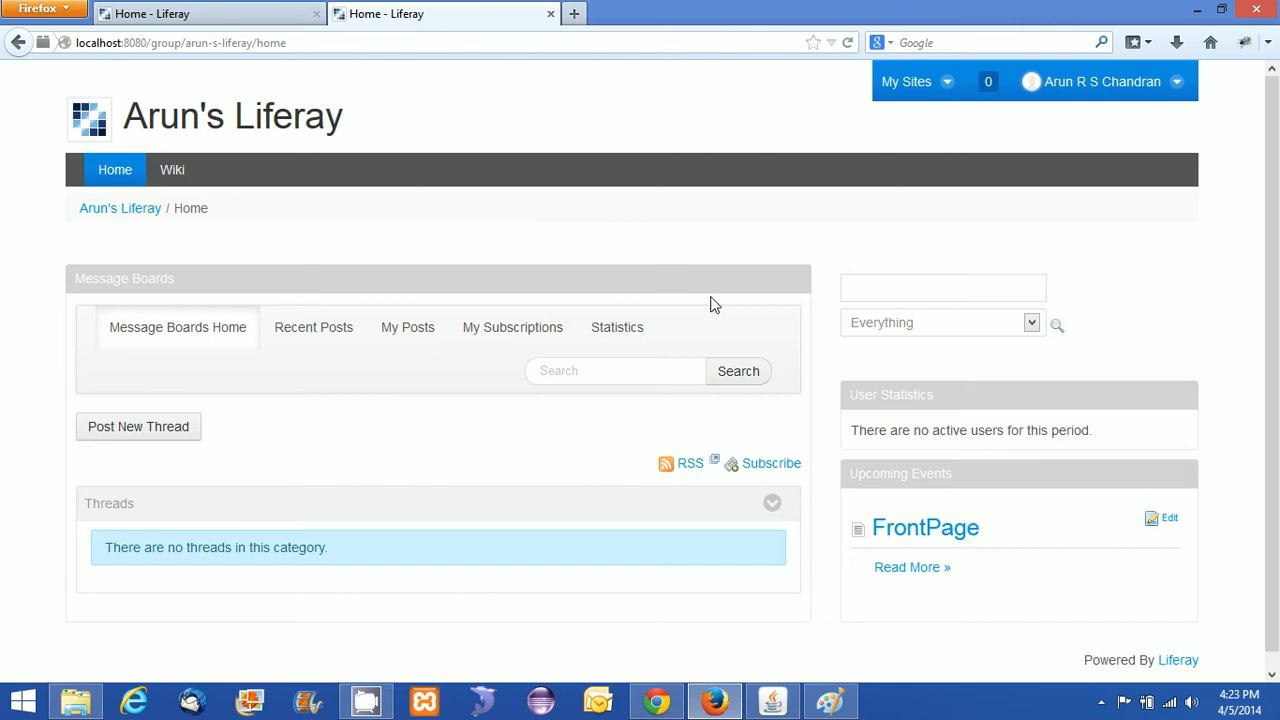 Firefox
Home - Liferay
Home - Liferay
localhost:8080/group/arun-s-liferay/home
Google
My Sites
0
Arun R S Chandran
Arun's Liferay
Home
Wiki
Arun's Liferay / Home
Message Boards
Message Boards Home
Recent Posts
My Posts
My Subscriptions
Statistics
Search
Search
Post New Thread
RSS
Subscribe
Threads
There are no threads in this category.
Everything
User Statistics
There are no active users for this period.
Upcoming Events
FrontPage
Edit
Read More »
Powered By Liferay
4:23 PM
4/5/2014